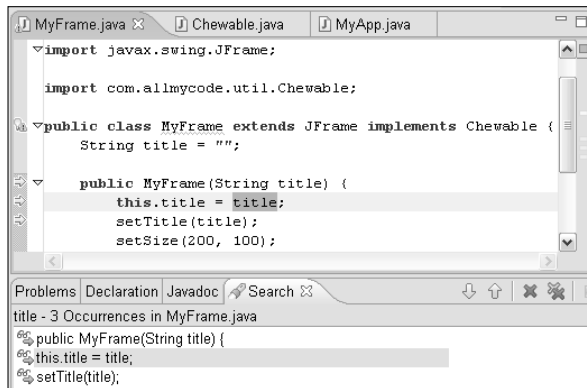 MyFrame.java Chewable.java MyApp.java
import javax.swing.JFrame;
import com.allmycode.util.Chewable;
public class MyFrame extends JFrame implements Chewable {
String title = "";
public MyFrame(String title) {
this.title = title;
setTitle(title);
setSize(200, 100);
Problems Declaration Javadoc Search
title - 3 Occurrences in MyFrame.java
public MyFrame(String title) {
this.title = title;
setTitle(title);